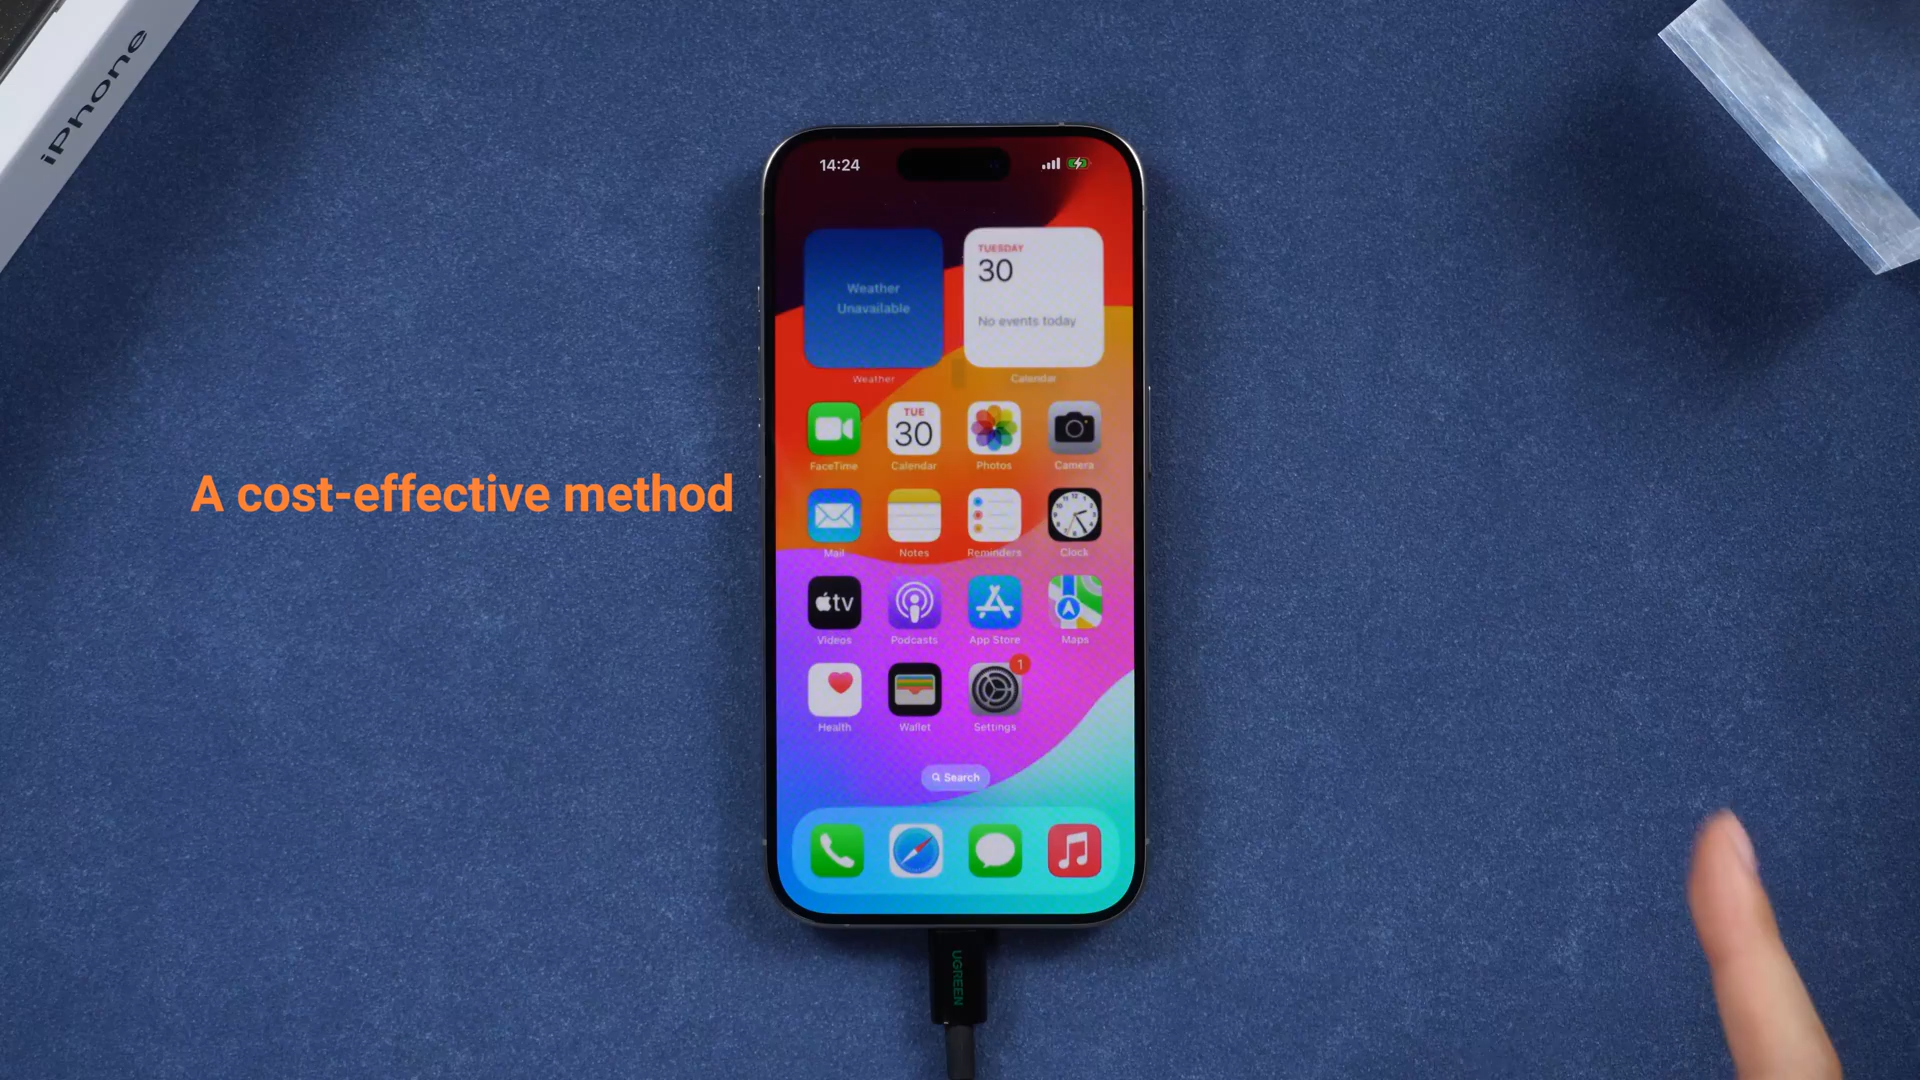 iPhone
14:24
Weather
Unavailable
Weather
TUESDAY
30
No events today
Calendar
FaceTime
TUE
30
Calendar
Photos
Camera
A cost-effective method
Mail
Notes
Reminders
Clock
tv
Videos
Podcasts
App Store
Maps
Health
Wallet
1
Settings
Search
UGREEN